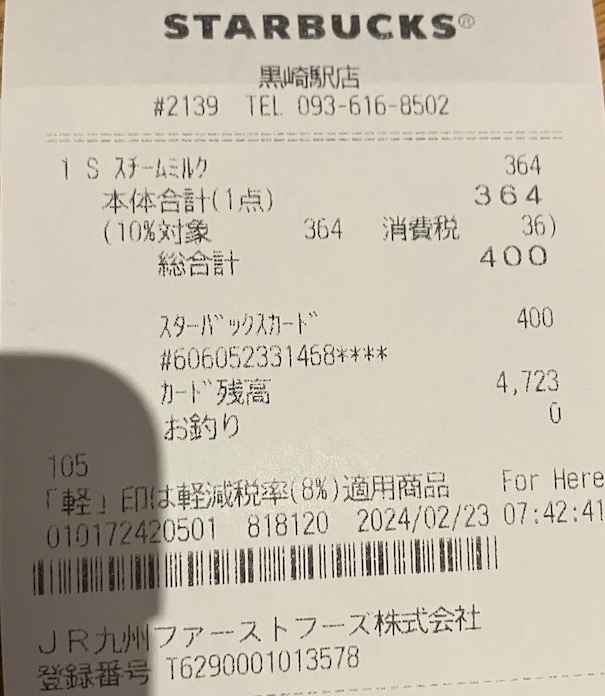 STARBUCKS®
黒崎駅店
#2139 TEL 093-616-8502
1 S スチームミルク 364
本体合計(1点) 364
(10%対象 364 消費税 36)
総合計 400
スターバックスカード 400
#606052331468****
カード残高 4,723
お釣り 0
105
「軽」印は軽減税率(8%)適用商品 For Here
010172420501 818120 2024/02/23 07:42:41
JR九州ファーストフーズ株式会社
登録番号 T6290001013578